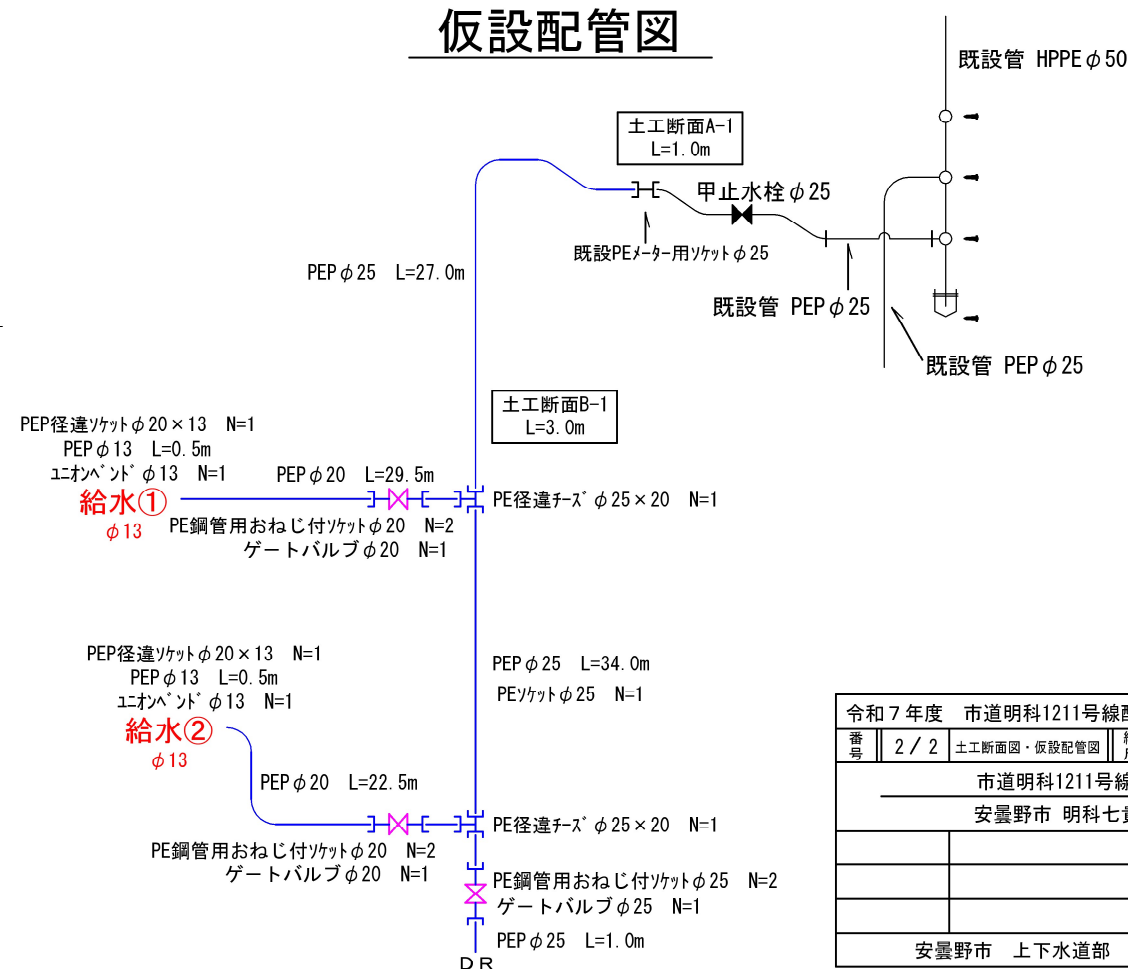 仮設配管図
既設管 HPPEφ50
土工断面A-1
L=1.0m
甲止水栓φ25
既設PEﾒｰﾀｰ用ｿｹｯﾄφ25
PEPφ25 L=27.0m
既設管 PEPφ25
既設管 PEPφ25
土工断面B-1
L=3.0m
PEP径違ｿｹｯﾄφ20×13 N=1
PEPφ13 L=0.5m
ﾕﾆｵﾝﾍﾞﾝﾄﾞφ13 N=1
給水①
φ13
PEPφ20 L=29.5m
PE径違ﾁｰｽﾞφ25×20 N=1
PE鋼管用おねじ付ｿｹｯﾄφ20 N=2
ゲートバルブφ20 N=1
PEP径違ｿｹｯﾄφ20×13 N=1
PEPφ13 L=0.5m
ﾕﾆｵﾝﾍﾞﾝﾄﾞφ13 N=1
給水②
φ13
PEPφ25 L=34.0m
PEｿｹｯﾄφ25 N=1
PEPφ20 L=22.5m
PE径違ﾁｰｽﾞφ25×20 N=1
PE鋼管用おねじ付ｿｹｯﾄφ20 N=2
ゲートバルブφ20 N=1
PE鋼管用おねじ付ｿｹｯﾄφ25 N=2
ゲートバルブφ25 N=1
PEPφ25 L=1.0m
DR
令和7年度 市道明科1211号線
番号 2/2 土工断面図・仮設配管図
市道明科1211号線
安曇野市 明科七
安曇野市 上下水道部